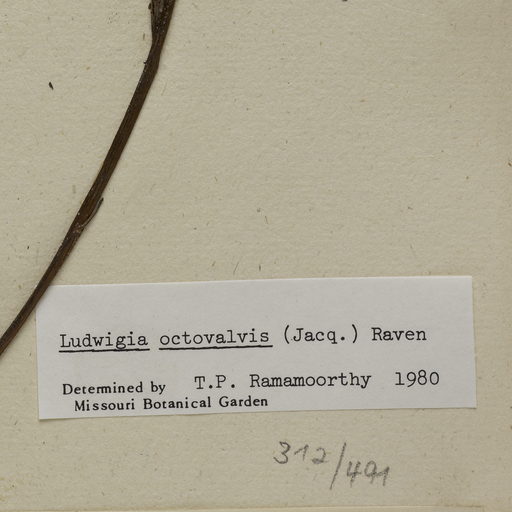 Ludwigia octovalvis (Jacq.) Raven
Determined by T.P. Ramamoorthy 1980
Missouri Botanical Garden
312/491